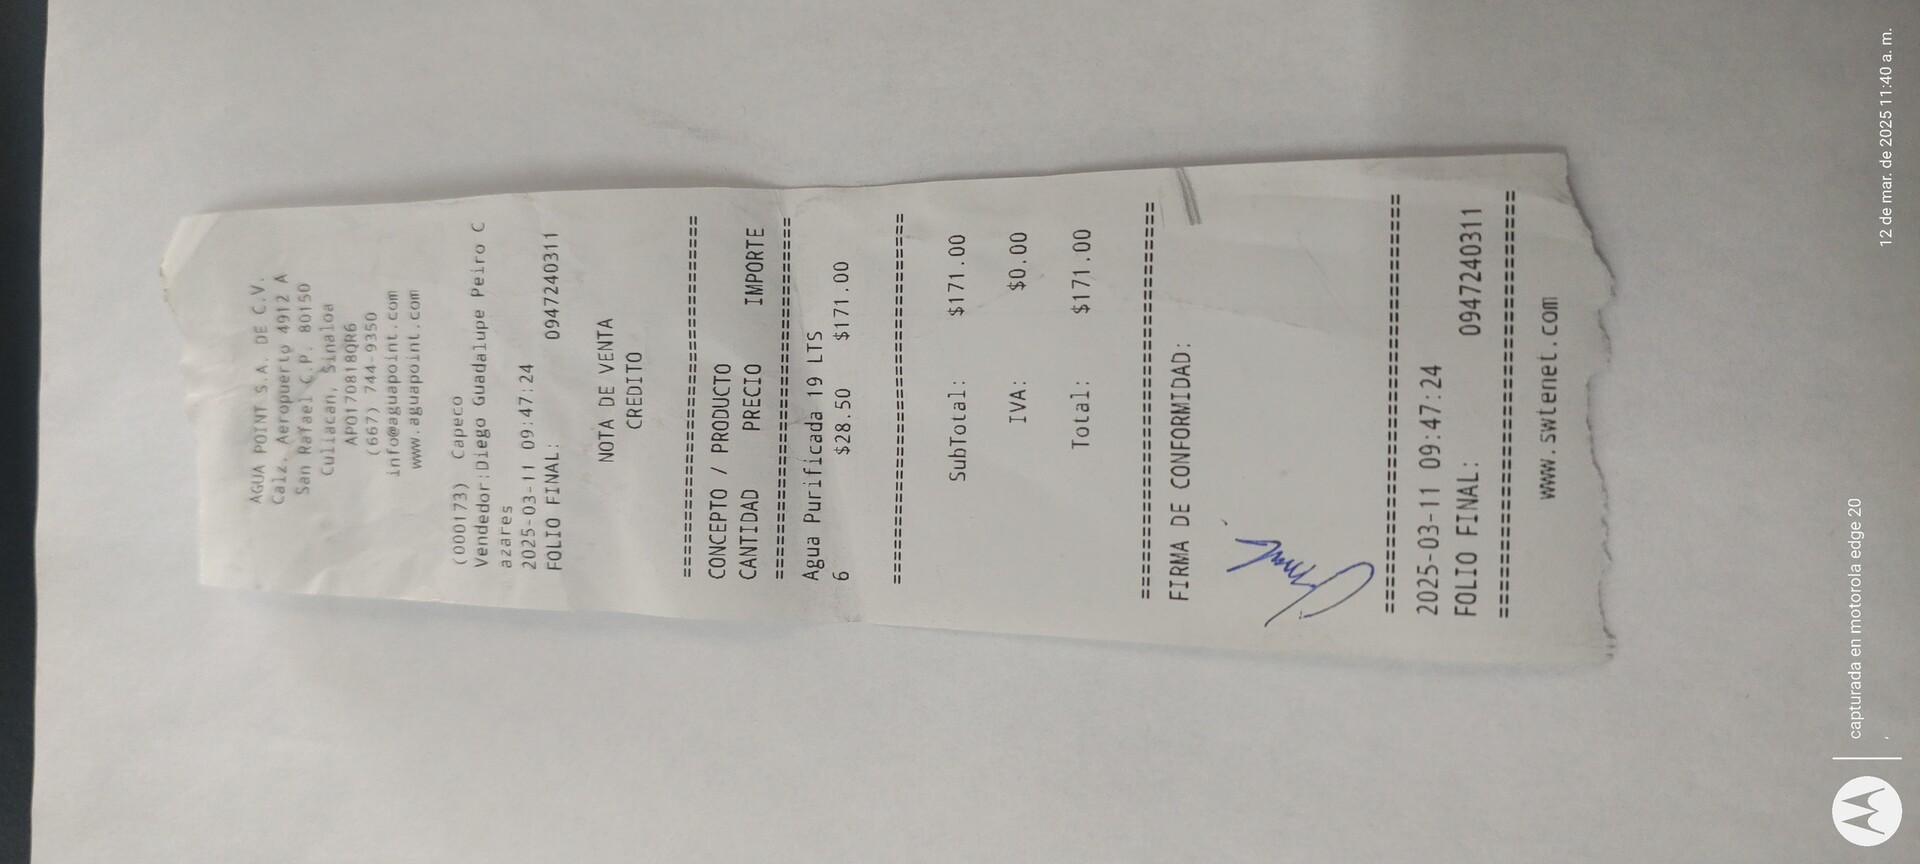 AGUA POINT S.A. DE C.V.
Calz. Aeropuerto 4912 A
San Rafael C.P. 80150
Culiacan, Sinaloa
APO170818QR6
(667) 744-9350
info@aguapoint.com
www.aguapoint.com
(000173) Capeco
Vendedor:Diego Guadalupe Peiro C
azares
2025-03-11 09:47:24
FOLIO FINAL: 0947240311
NOTA DE VENTA
CREDITO
================================
CONCEPTO / PRODUCTO
CANTIDAD PRECIO IMPORTE
================================
Agua Purificada 19 LTS
6 $28.50 $171.00
================================
SubTotal: $171.00
IVA: $0.00
Total: $171.00
================================
FIRMA DE CONFORMIDAD:
================================
2025-03-11 09:47:24
FOLIO FINAL: 0947240311
================================
www.swtenet.com
capturada en motorola edge 20
12 de mar. de 2025 11:40 a. m.